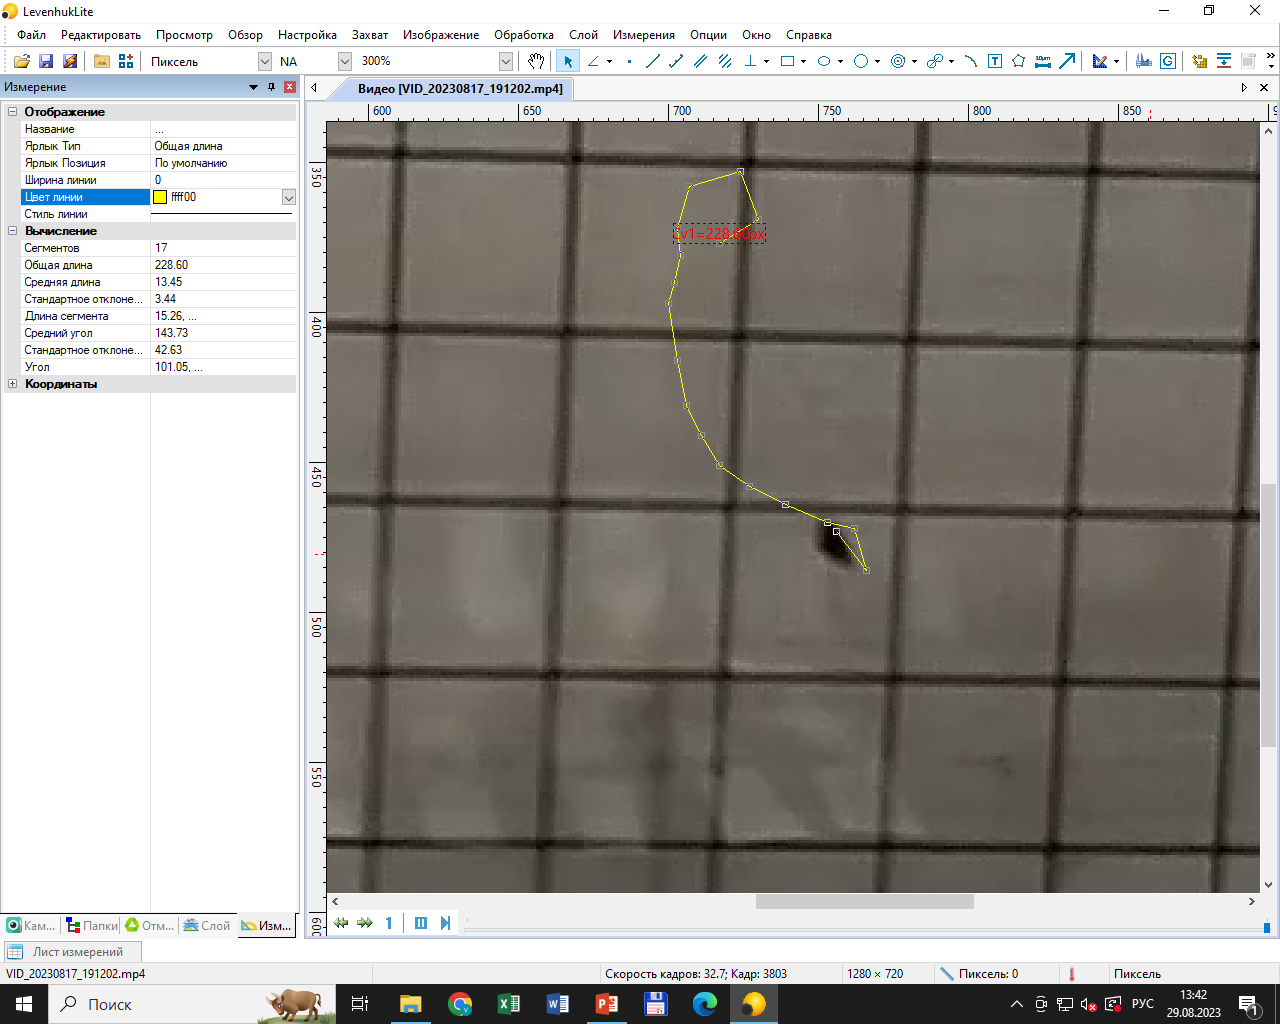 LevenhukLite
Файл Редактировать Просмотр Обзор Настройка Захват Изображение Обработка Слой Измерения Опции Окно Справка
Пиксель NA 300%
Измерение
Видео [VID_20230817_191202.mp4]
600 650 700 750 800 850 9
Отображение
Название ...
Ярлык Тип Общая длина
Ярлык Позиция По умолчанию
Ширина линии 0
Цвет линии ffff00
Стиль линии
Вычисление
Сегментов 17
Общая длина 228.60
Средняя длина 13.45
Стандартное отклоне... 3.44
Длина сегмента 15.26, ...
Средний угол 143.73
Стандартное отклоне... 42.63
Угол 101.05, ...
Координаты
350
400
450
500
550
600
v1=228.60px
1
Кам... Папки Отм... Слой Изм...
Лист измерений
VID_20230817_191202.mp4 Скорость кадров: 32.7; Кадр: 3803 1280 × 720 Пиксель: 0 Пиксель
Поиск
РУС
13:42
29.08.2023
1